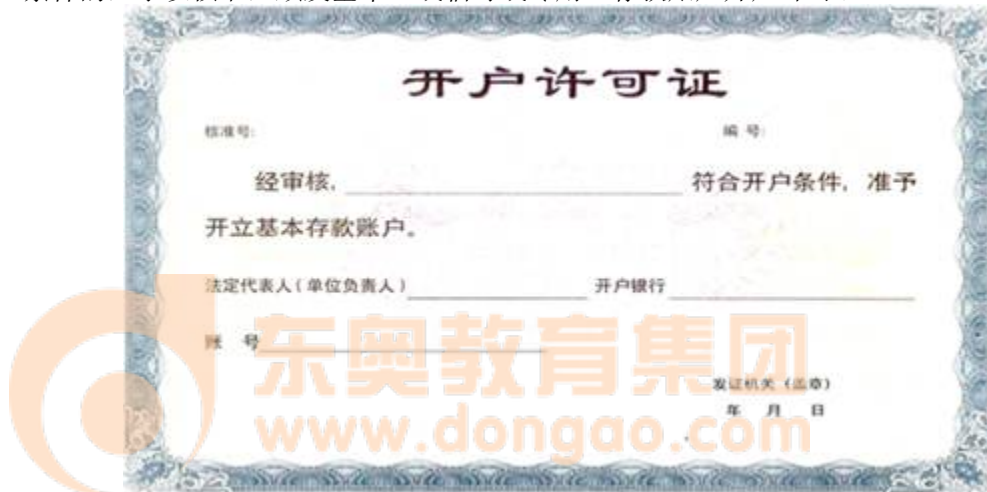 开户许可证
核准号: 编 号:
经审核, 符合开户条件, 准予
开立基本存款账户。
法定代表人(单位负责人) 开户银行
账 号
发证机关 (盖章)
年 月 日
东奥教育集团
www.dongao.com